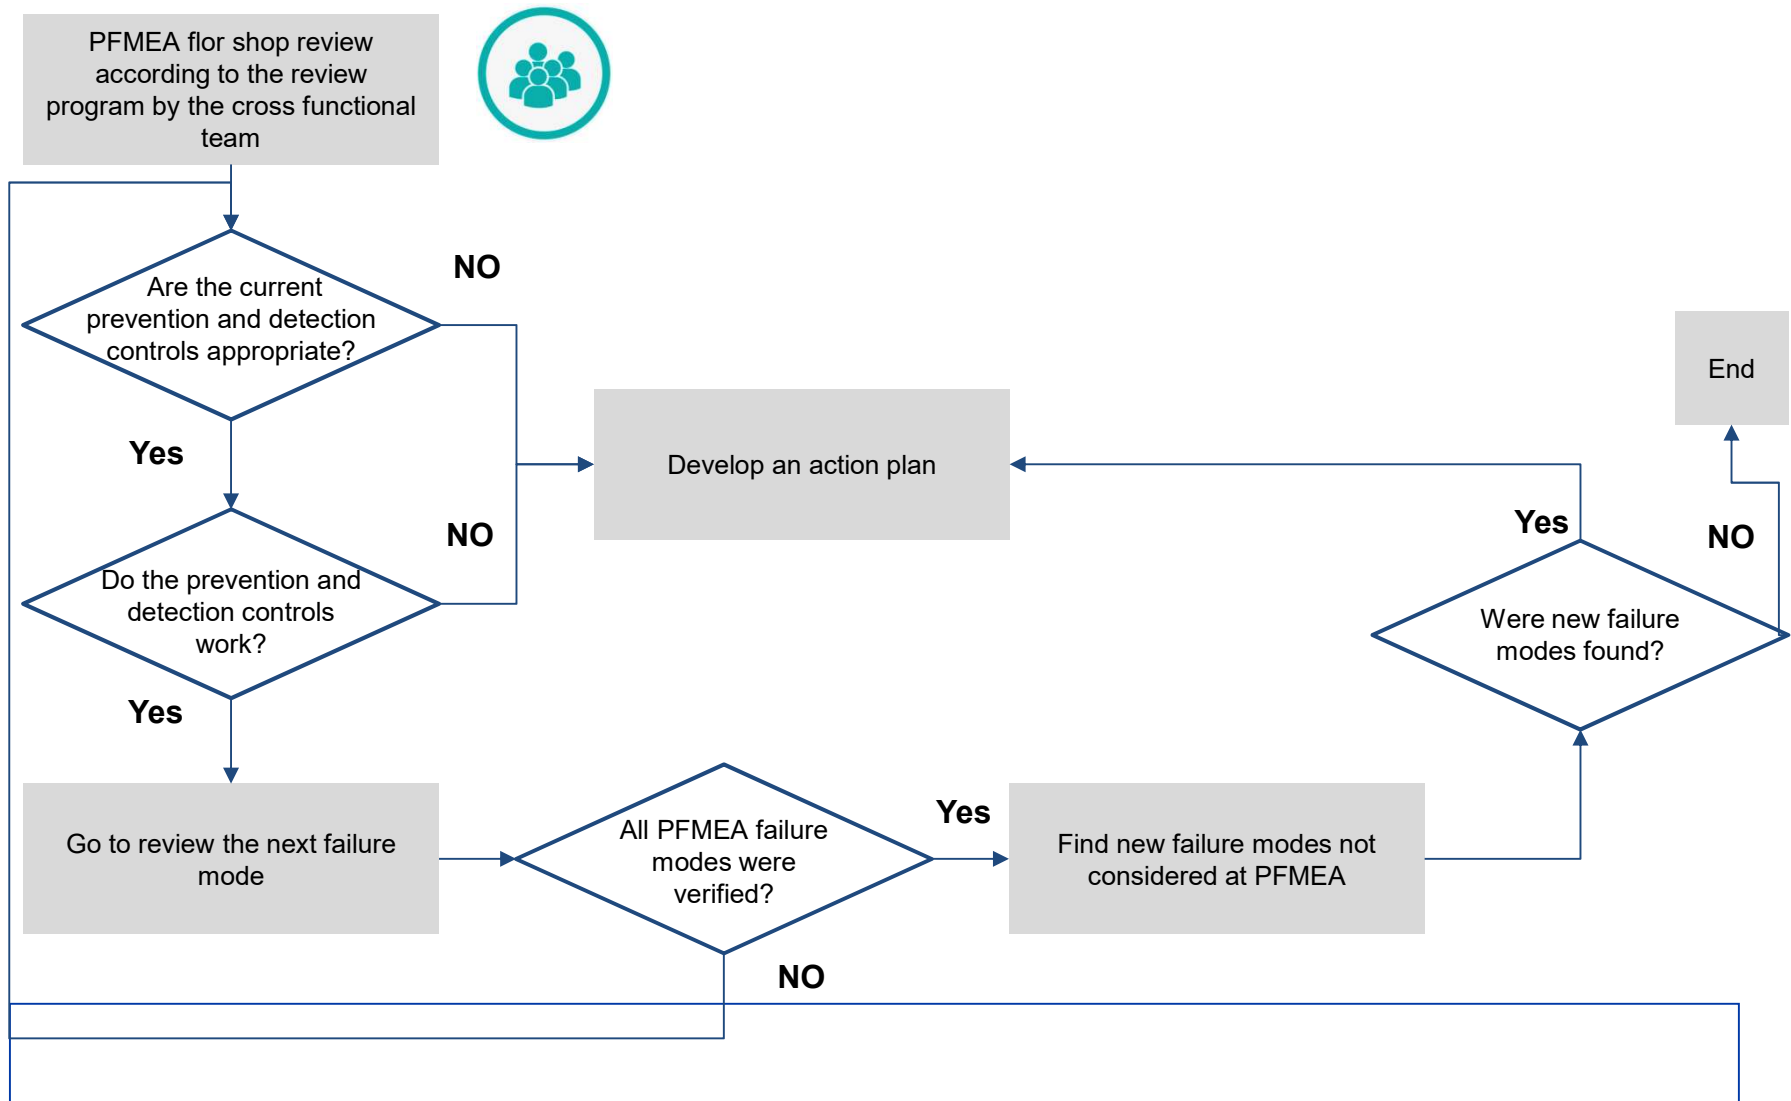 PFMEA flor shop review
according to the review
program by the cross functional
team
Are the current
prevention and detection
controls appropriate?
NO
Yes
Do the prevention and
detection controls
work?
NO
Yes
Go to review the next failure
mode
All PFMEA failure
modes were
verified?
Yes
NO
Find new failure modes not
considered at PFMEA
Were new failure
modes found?
Yes
NO
Develop an action plan
End